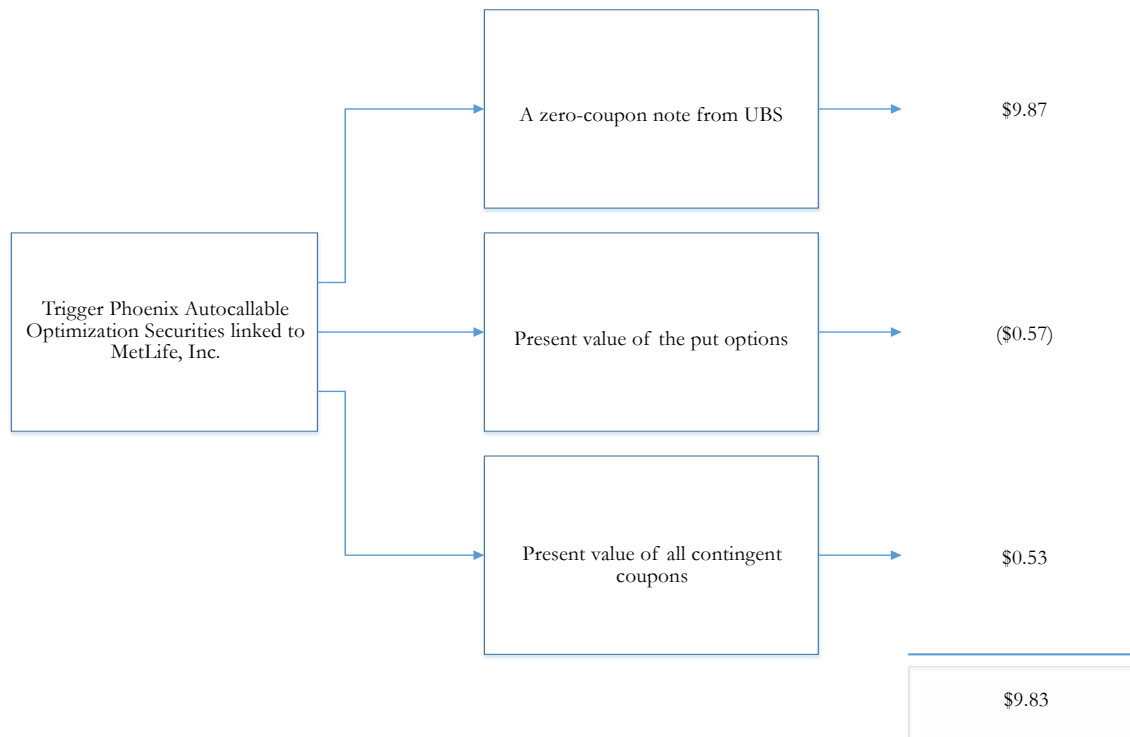 A zero-coupon note from UBS
$9.87
Trigger Phoenix Autocallable
Optimization Securities linked to
MetLife, Inc.
Present value of the put options
($0.57)
Present value of all contingent
coupons
$0.53
$9.83